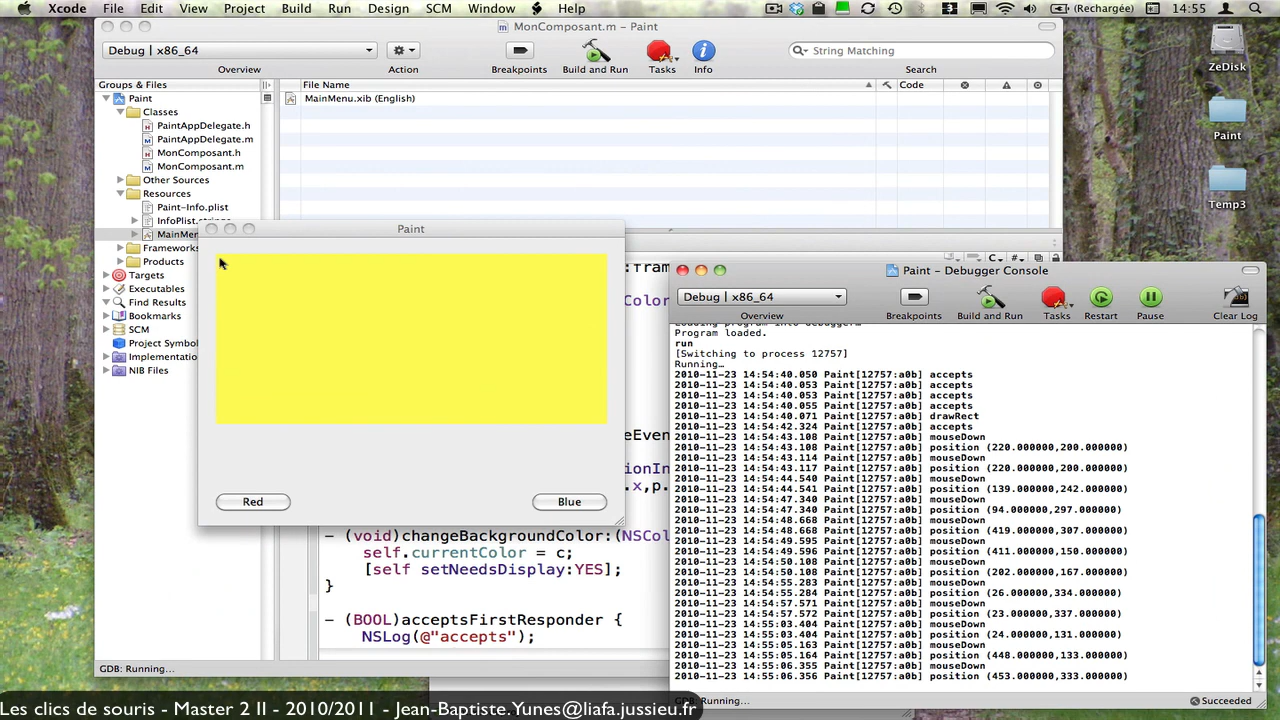 Xcode File Edit View Project Build Run Design SCM Window Help (Rechargée) 14:55
MonComposant.m - Paint
Debug | x86_64
String Matching
Overview Action Breakpoints Build and Run Tasks Info Search
Groups & Files
File Name Code
Paint
MainMenu.xib (English)
Classes
PaintAppDelegate.h
PaintAppDelegate.m
MonComposant.h
MonComposant.m
Other Sources
Resources
Paint-Info.plist
InfoPlist.strings
MainMen
Frameworks
Products
Targets
Executables
Find Results
Bookmarks
SCM
Project Symbol
Implementatio
NIB Files
GDB: Running…
ZeDisk
Paint
Temp3
Paint
Red Blue
:fram
Color
eEven
ionIn
.x,p.
- (void)changeBackgroundColor:(NSCol
self.currentColor = c;
[self setNeedsDisplay:YES];
}
- (BOOL)acceptsFirstResponder {
NSLog(@"accepts");
Paint - Debugger Console
Debug | x86_64
Overview Breakpoints Build and Run Tasks Restart Pause Clear Log
Loading program into debugger…
Program loaded.
run
[Switching to process 12757]
Running…
2010-11-23 14:54:40.050 Paint[12757:a0b] accepts
2010-11-23 14:54:40.053 Paint[12757:a0b] accepts
2010-11-23 14:54:40.053 Paint[12757:a0b] accepts
2010-11-23 14:54:40.055 Paint[12757:a0b] accepts
2010-11-23 14:54:40.071 Paint[12757:a0b] drawRect
2010-11-23 14:54:42.324 Paint[12757:a0b] accepts
2010-11-23 14:54:43.108 Paint[12757:a0b] mouseDown
2010-11-23 14:54:43.108 Paint[12757:a0b] position (220.000000,200.000000)
2010-11-23 14:54:43.114 Paint[12757:a0b] mouseDown
2010-11-23 14:54:43.117 Paint[12757:a0b] position (220.000000,200.000000)
2010-11-23 14:54:44.540 Paint[12757:a0b] mouseDown
2010-11-23 14:54:44.541 Paint[12757:a0b] position (139.000000,242.000000)
2010-11-23 14:54:47.340 Paint[12757:a0b] mouseDown
2010-11-23 14:54:47.340 Paint[12757:a0b] position (94.000000,297.000000)
2010-11-23 14:54:48.668 Paint[12757:a0b] mouseDown
2010-11-23 14:54:48.668 Paint[12757:a0b] position (419.000000,307.000000)
2010-11-23 14:54:49.595 Paint[12757:a0b] mouseDown
2010-11-23 14:54:49.596 Paint[12757:a0b] position (411.000000,150.000000)
2010-11-23 14:54:50.108 Paint[12757:a0b] mouseDown
2010-11-23 14:54:50.108 Paint[12757:a0b] position (202.000000,167.000000)
2010-11-23 14:54:55.283 Paint[12757:a0b] mouseDown
2010-11-23 14:54:55.284 Paint[12757:a0b] position (26.000000,334.000000)
2010-11-23 14:54:57.571 Paint[12757:a0b] mouseDown
2010-11-23 14:54:57.572 Paint[12757:a0b] position (23.000000,337.000000)
2010-11-23 14:55:03.404 Paint[12757:a0b] mouseDown
2010-11-23 14:55:03.404 Paint[12757:a0b] position (24.000000,131.000000)
2010-11-23 14:55:05.163 Paint[12757:a0b] mouseDown
2010-11-23 14:55:05.164 Paint[12757:a0b] position (448.000000,133.000000)
2010-11-23 14:55:06.355 Paint[12757:a0b] mouseDown
2010-11-23 14:55:06.356 Paint[12757:a0b] position (453.000000,333.000000)
GDB: Running… Succeeded
Les clics de souris - Master 2 II - 2010/2011 - Jean-Baptiste.Yunes@liafa.jussieu.fr